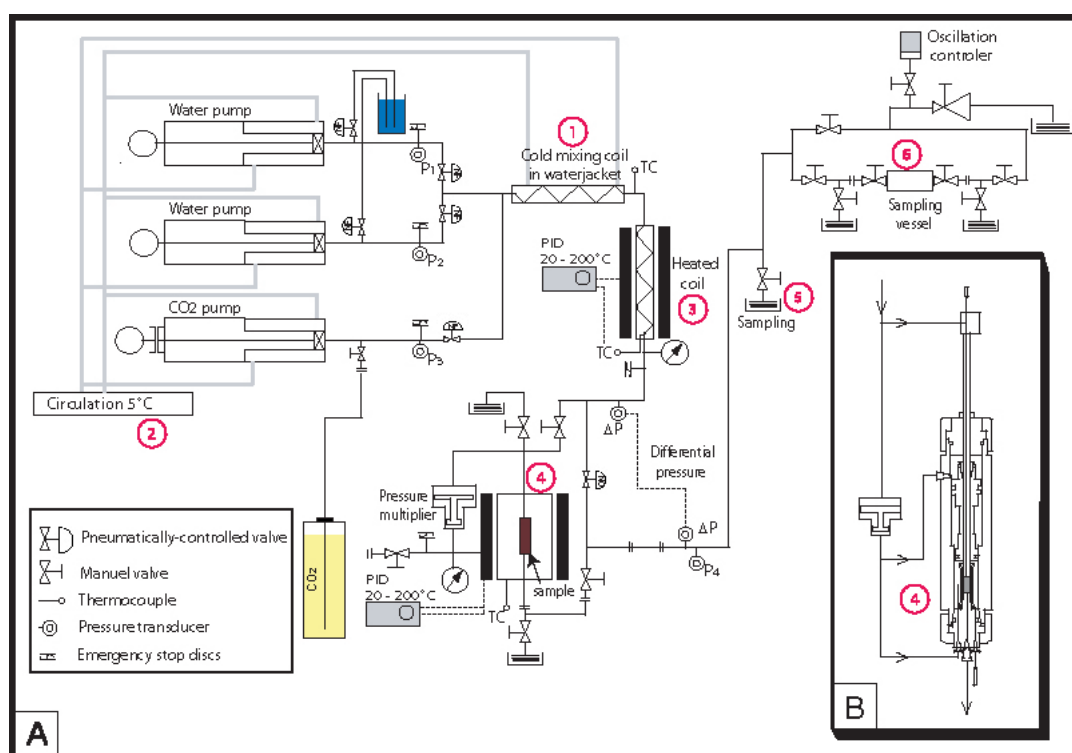 Oscillation
controler
Water pump
1
Cold mixing coil
in waterjacket
TC
P1
6
Sampling
vessel
Water pump
PID
20 - 200°C
P2
Heated
coil
3
B
CO2 pump
5
Sampling
P3
TC
Circulation 5°C
2
ΔP
Differential
pressure
4
Pressure
multiplier
ΔP
P4
sample
PID
20 - 200°C
TC
CO2
4
Pneumatically-controlled valve
Manuel valve
Thermocouple
Pressure transducer
Emergency stop discs
A
B